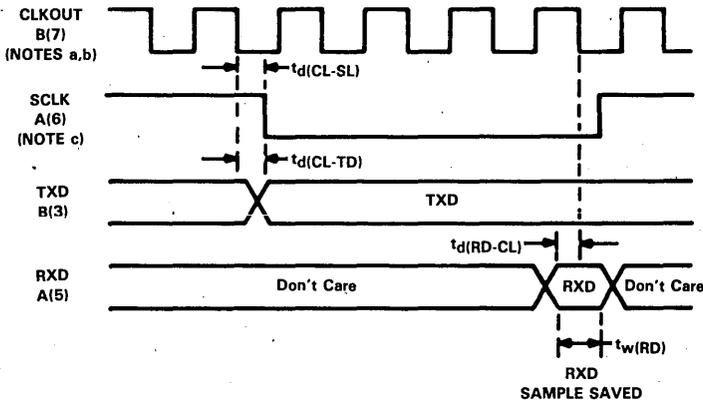 CLKOUT
B(7)
(NOTES a,b)
td(CL-SL)
SCLK
A(6)
(NOTE c)
td(CL-TD)
TXD
B(3)
TXD
td(RD-CL)
RXD
A(5)
Don't Care
RXD
Don't Care
tw(RD)
RXD
SAMPLE SAVED